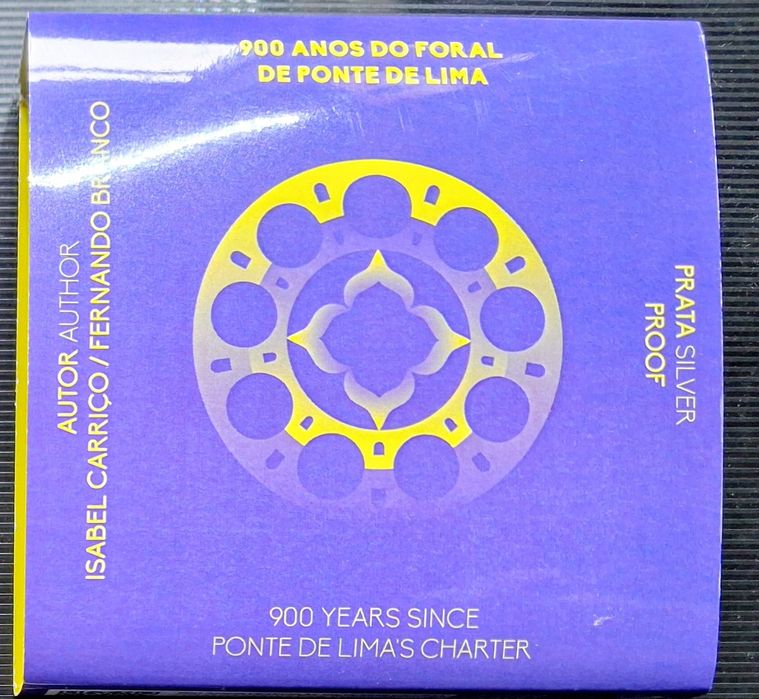 900 ANOS DO FORAL
DE PONTE DE LIMA
AUTOR AUTHOR
ISABEL CARRIÇO / FERNANDO BRANCO
PRATA SILVER
PROOF
900 YEARS SINCE
PONTE DE LIMA'S CHARTER